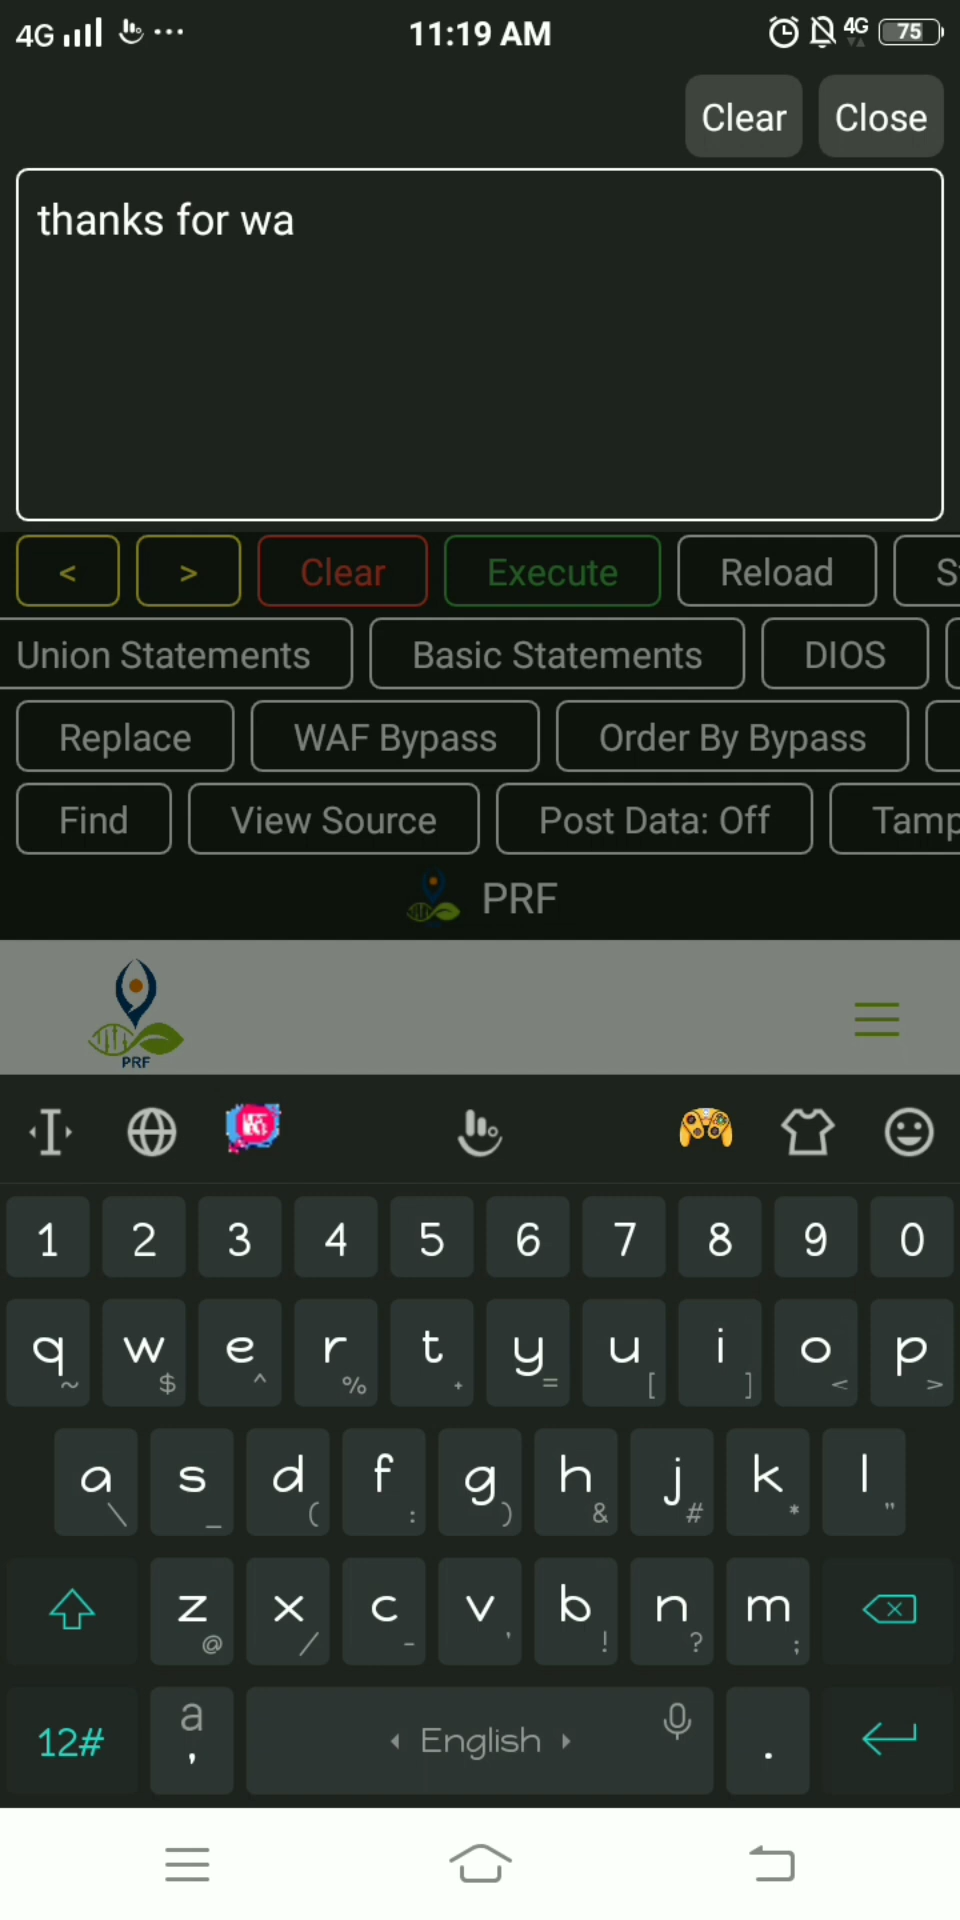 4G 11:19 AM 4G 75
Clear Close
thanks for wa
< > Clear Execute Reload S
Union Statements Basic Statements DIOS
Replace WAF Bypass Order By Bypass
Find View Source Post Data: Off Tamp
PRF
PRF
1 2 3 4 5 6 7 8 9 0
q w e r t y u i o p
~ $ ^ % + = [ ] < >
a s d f g h j k l
\ _ ( : ) & # * "
z x c v b n m
@ / - ' ! ? ;
12# a , English .